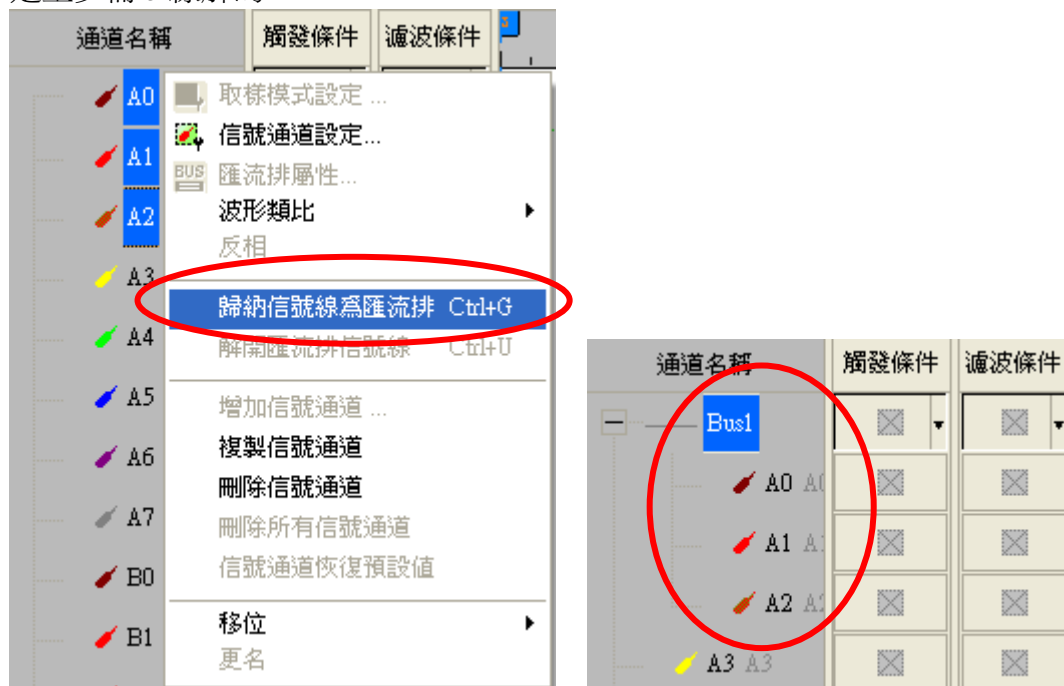 通道名稱 觸發條件 濾波條件
A0
A1
A2
A3
A4
A5
A6
A7
B0
B1
取樣模式設定 ...
信號通道設定...
BUS 匯流排屬性...
波形類比
反相
歸納信號線為匯流排 Ctrl+G
解開匯流排信號線 Ctrl+U
增加信號通道 ...
複製信號通道
刪除信號通道
刪除所有信號通道
信號通道恢復預設值
移位
更名
通道名稱 觸發條件 濾波條件
Bus1
A0 A0
A1 A1
A2 A2
A3 A3